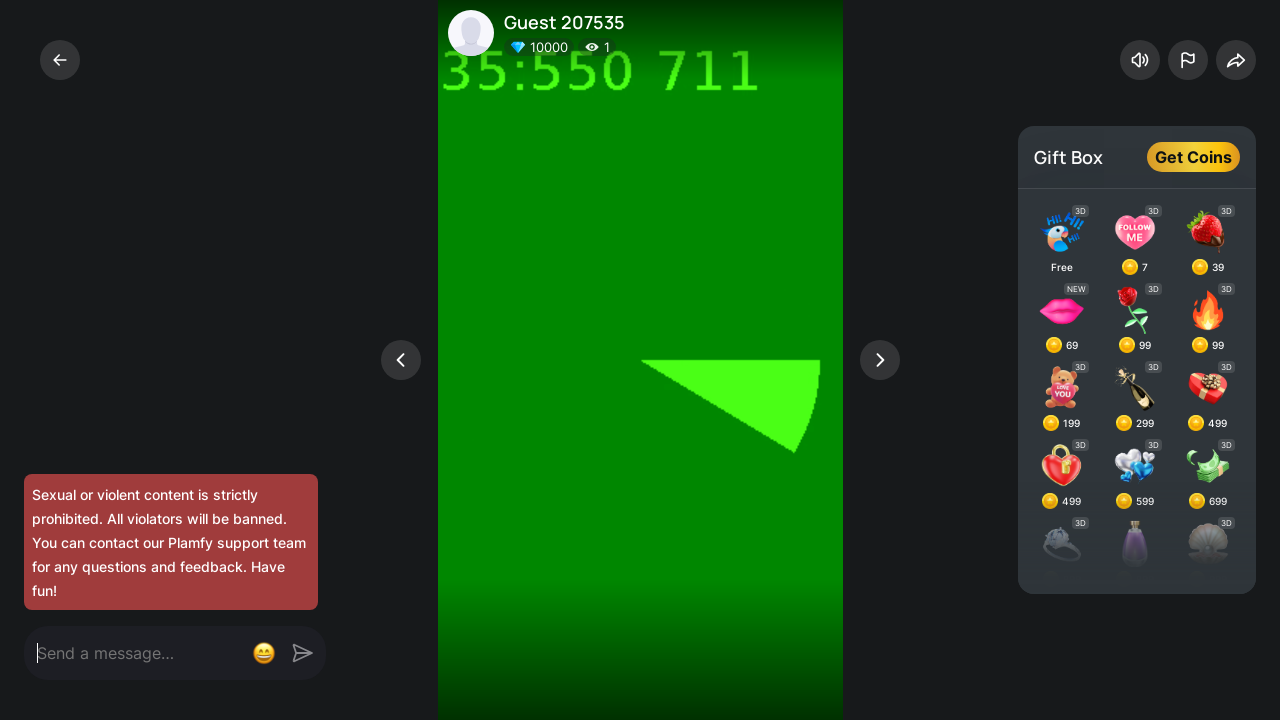 Guest 207535
10000 1
35:550 711
Gift Box
Get Coins
3D 3D 3D
Hi! Hi! Hi! Hi!
FOLLOW
ME
Free 7 39
NEW 3D 3D
69 99 99
3D 3D 3D
LOVE
YOU
199 299 499
3D 3D 3D
499 599 699
3D 3D
Sexual or violent content is strictly
prohibited. All violators will be banned.
You can contact our Plamfy support team
for any questions and feedback. Have
fun!
Send a message...